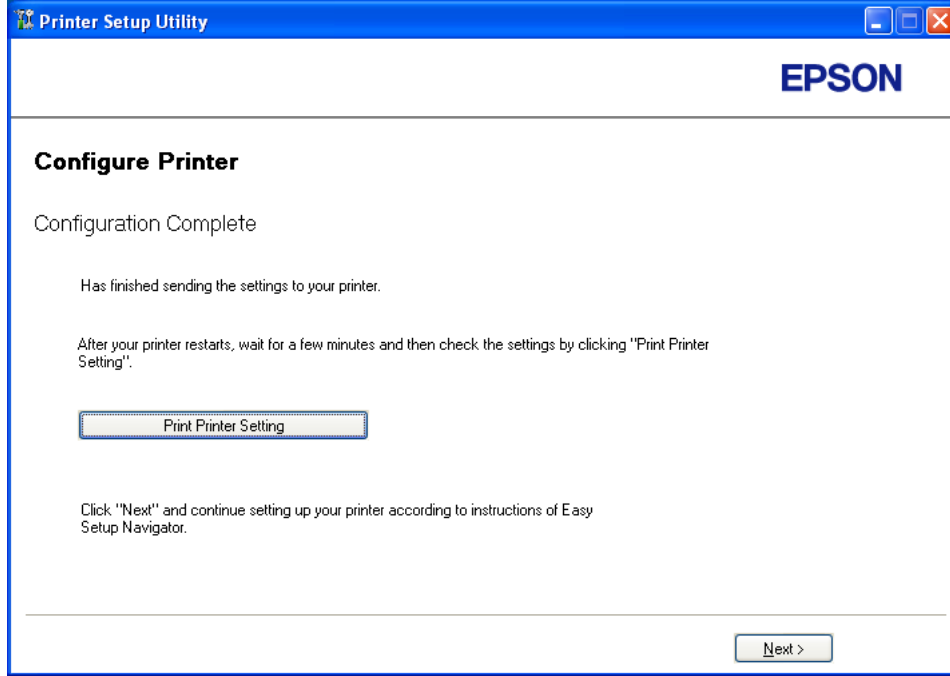 Printer Setup Utility
EPSON
Configure Printer
Configuration Complete
Has finished sending the settings to your printer.
After your printer restarts, wait for a few minutes and then check the settings by clicking "Print Printer
Setting".
Print Printer Setting
Click "Next" and continue setting up your printer according to instructions of Easy
Setup Navigator.
Next >